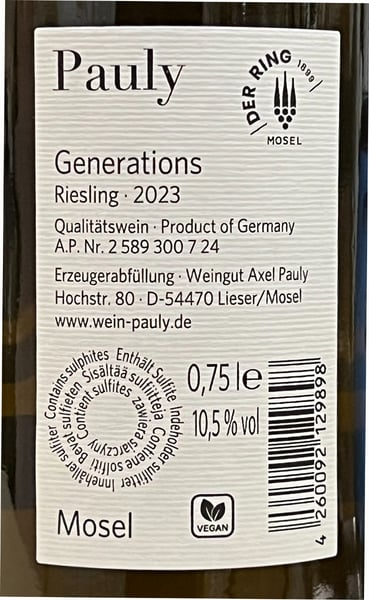 Pauly
DER RING 1899
MOSEL
Generations
Riesling · 2023
Qualitätswein · Product of Germany
A.P. Nr. 2 589 300 7 24
Erzeugerabfüllung · Weingut Axel Pauly
Hochstr. 80 · D-54470 Lieser/Mosel
www.wein-pauly.de
Contains sulphites Enthält Sulfite Indeholder sulfitter Contiene solfiti Bevat sulfieten Sisältää sulfiitteja
Innehåller sulfiter Contient sulfites zawiera siarczyny
0,75 l e
10,5 % vol
4 260092 129898
VEGAN
Mosel